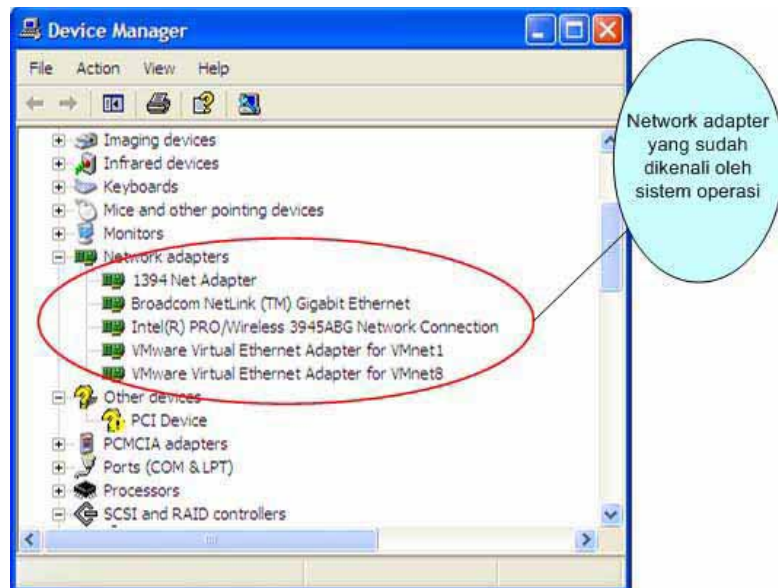 Device Manager
File Action View Help
Imaging devices
Infrared devices
Keyboards
Mice and other pointing devices
Monitors
Network adapters
1394 Net Adapter
Broadcom NetLink (TM) Gigabit Ethernet
Intel(R) PRO/Wireless 3945ABG Network Connection
VMware Virtual Ethernet Adapter for VMnet1
VMware Virtual Ethernet Adapter for VMnet8
Other devices
PCI Device
PCMCIA adapters
Ports (COM & LPT)
Processors
SCSI and RAID controllers
Network adapter
yang sudah
dikenali oleh
sistem operasi